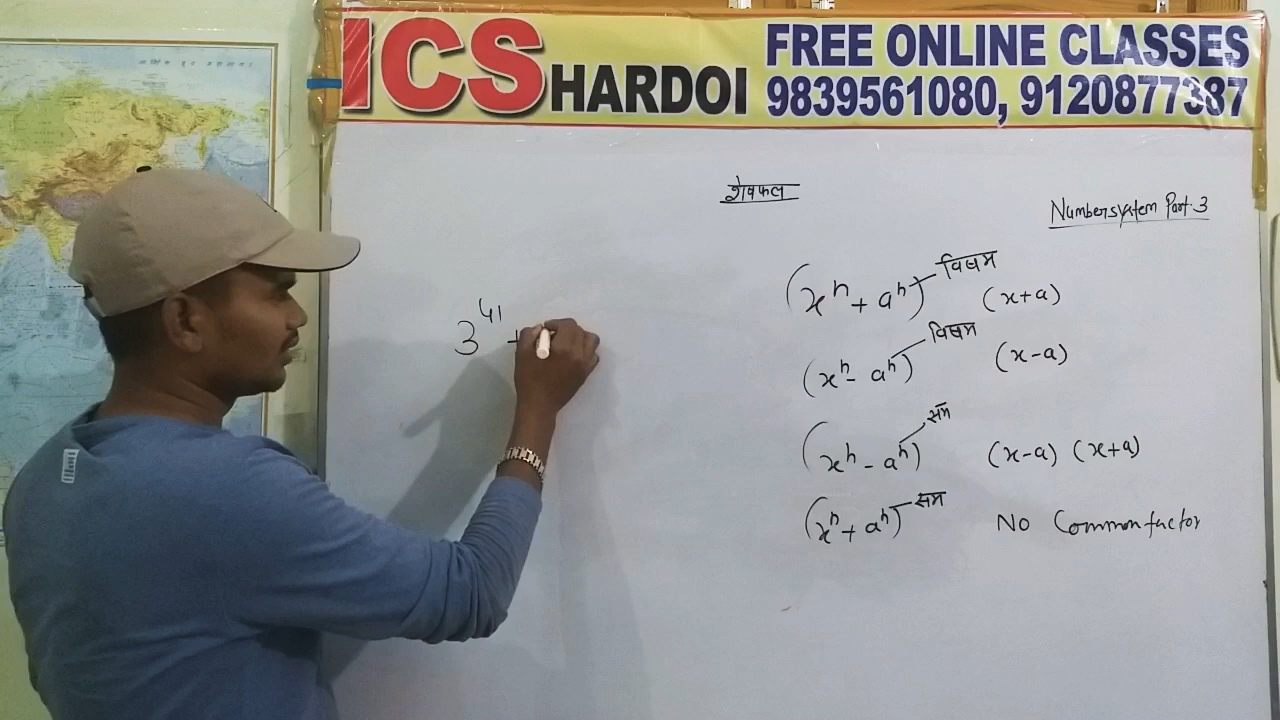 ICS HARDOI
FREE ONLINE CLASSES
9839561080, 9120877387
शेषफल
Numbersystem Part-3
(xⁿ + aⁿ) विषम (x+a)
(xⁿ - aⁿ) विषम (x-a)
(xⁿ - aⁿ) सम (x-a) (x+a)
(xⁿ + aⁿ) सम No Common factor
3⁴¹ +